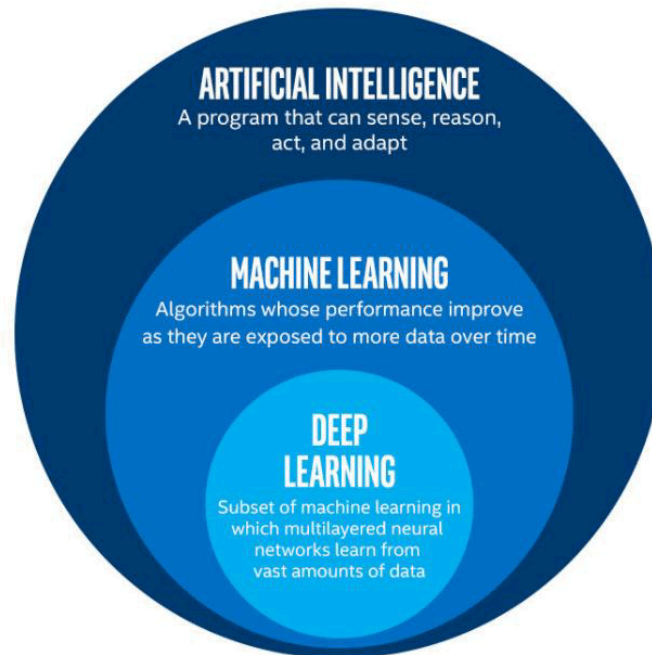 ARTIFICIAL INTELLIGENCE
A program that can sense, reason,
act, and adapt
MACHINE LEARNING
Algorithms whose performance improve
as they are exposed to more data over time
DEEP
LEARNING
Subset of machine learning in
which multilayered neural
networks learn from
vast amounts of data